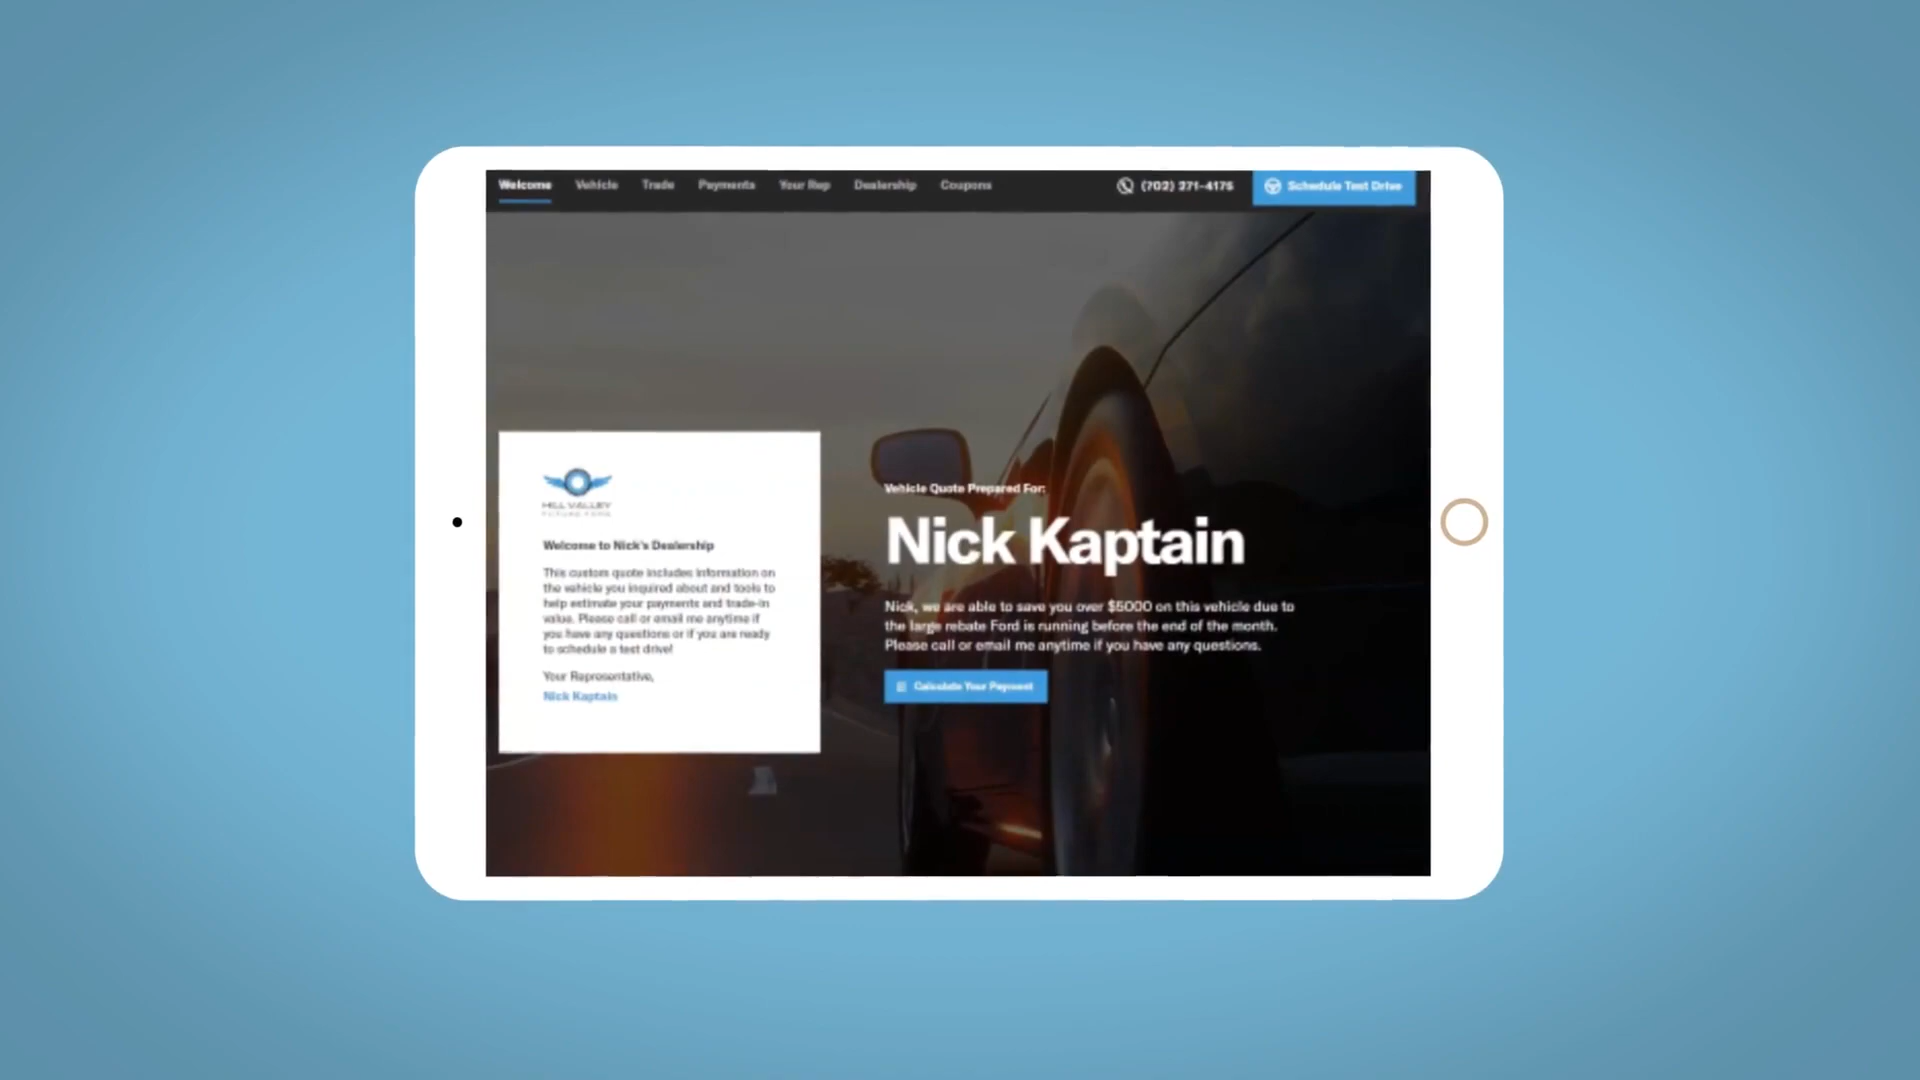 Welcome Vehicle Trade Payments Your Rep Dealership Coupons (702) 271-4175 Schedule Test Drive
HILL VALLEY
Welcome to Nick's Dealership
This custom quote includes information on
the vehicle you inquired about and tools to
help estimate your payments and trade-in
value. Please call or email me anytime if
you have any questions or if you are ready
to schedule a test drive!
Your Representative,
Nick Kaptain
Vehicle Quote Prepared For:
Nick Kaptain
Nick, we are able to save you over $5000 on this vehicle due to
the large rebate Ford is running before the end of the month.
Please call or email me anytime if you have any questions.
Calculate Your Payment